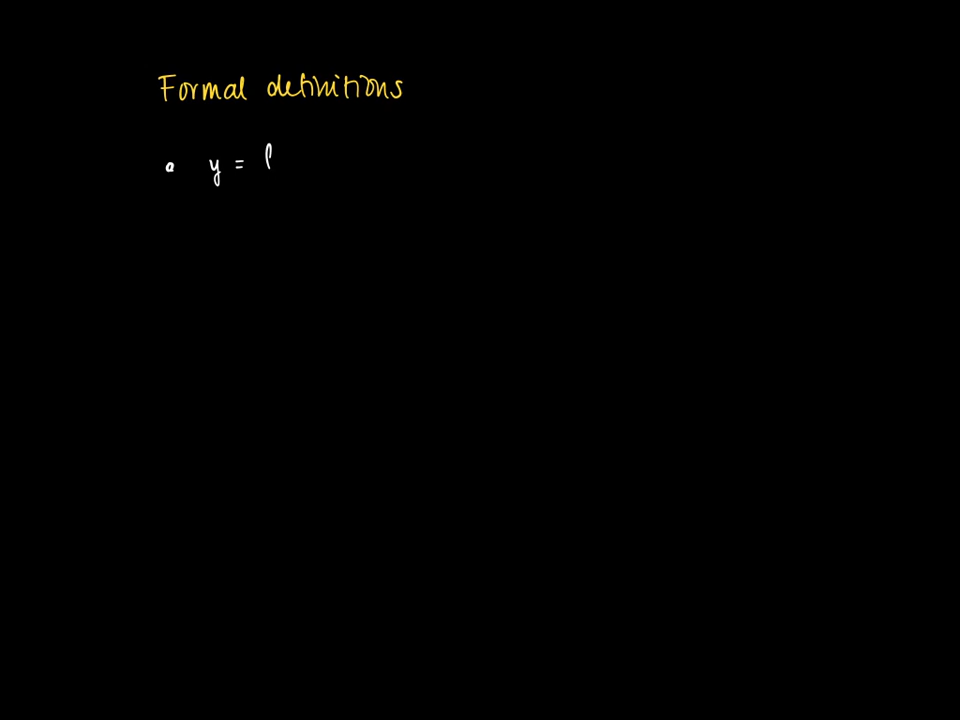 Formal definitions
• y =